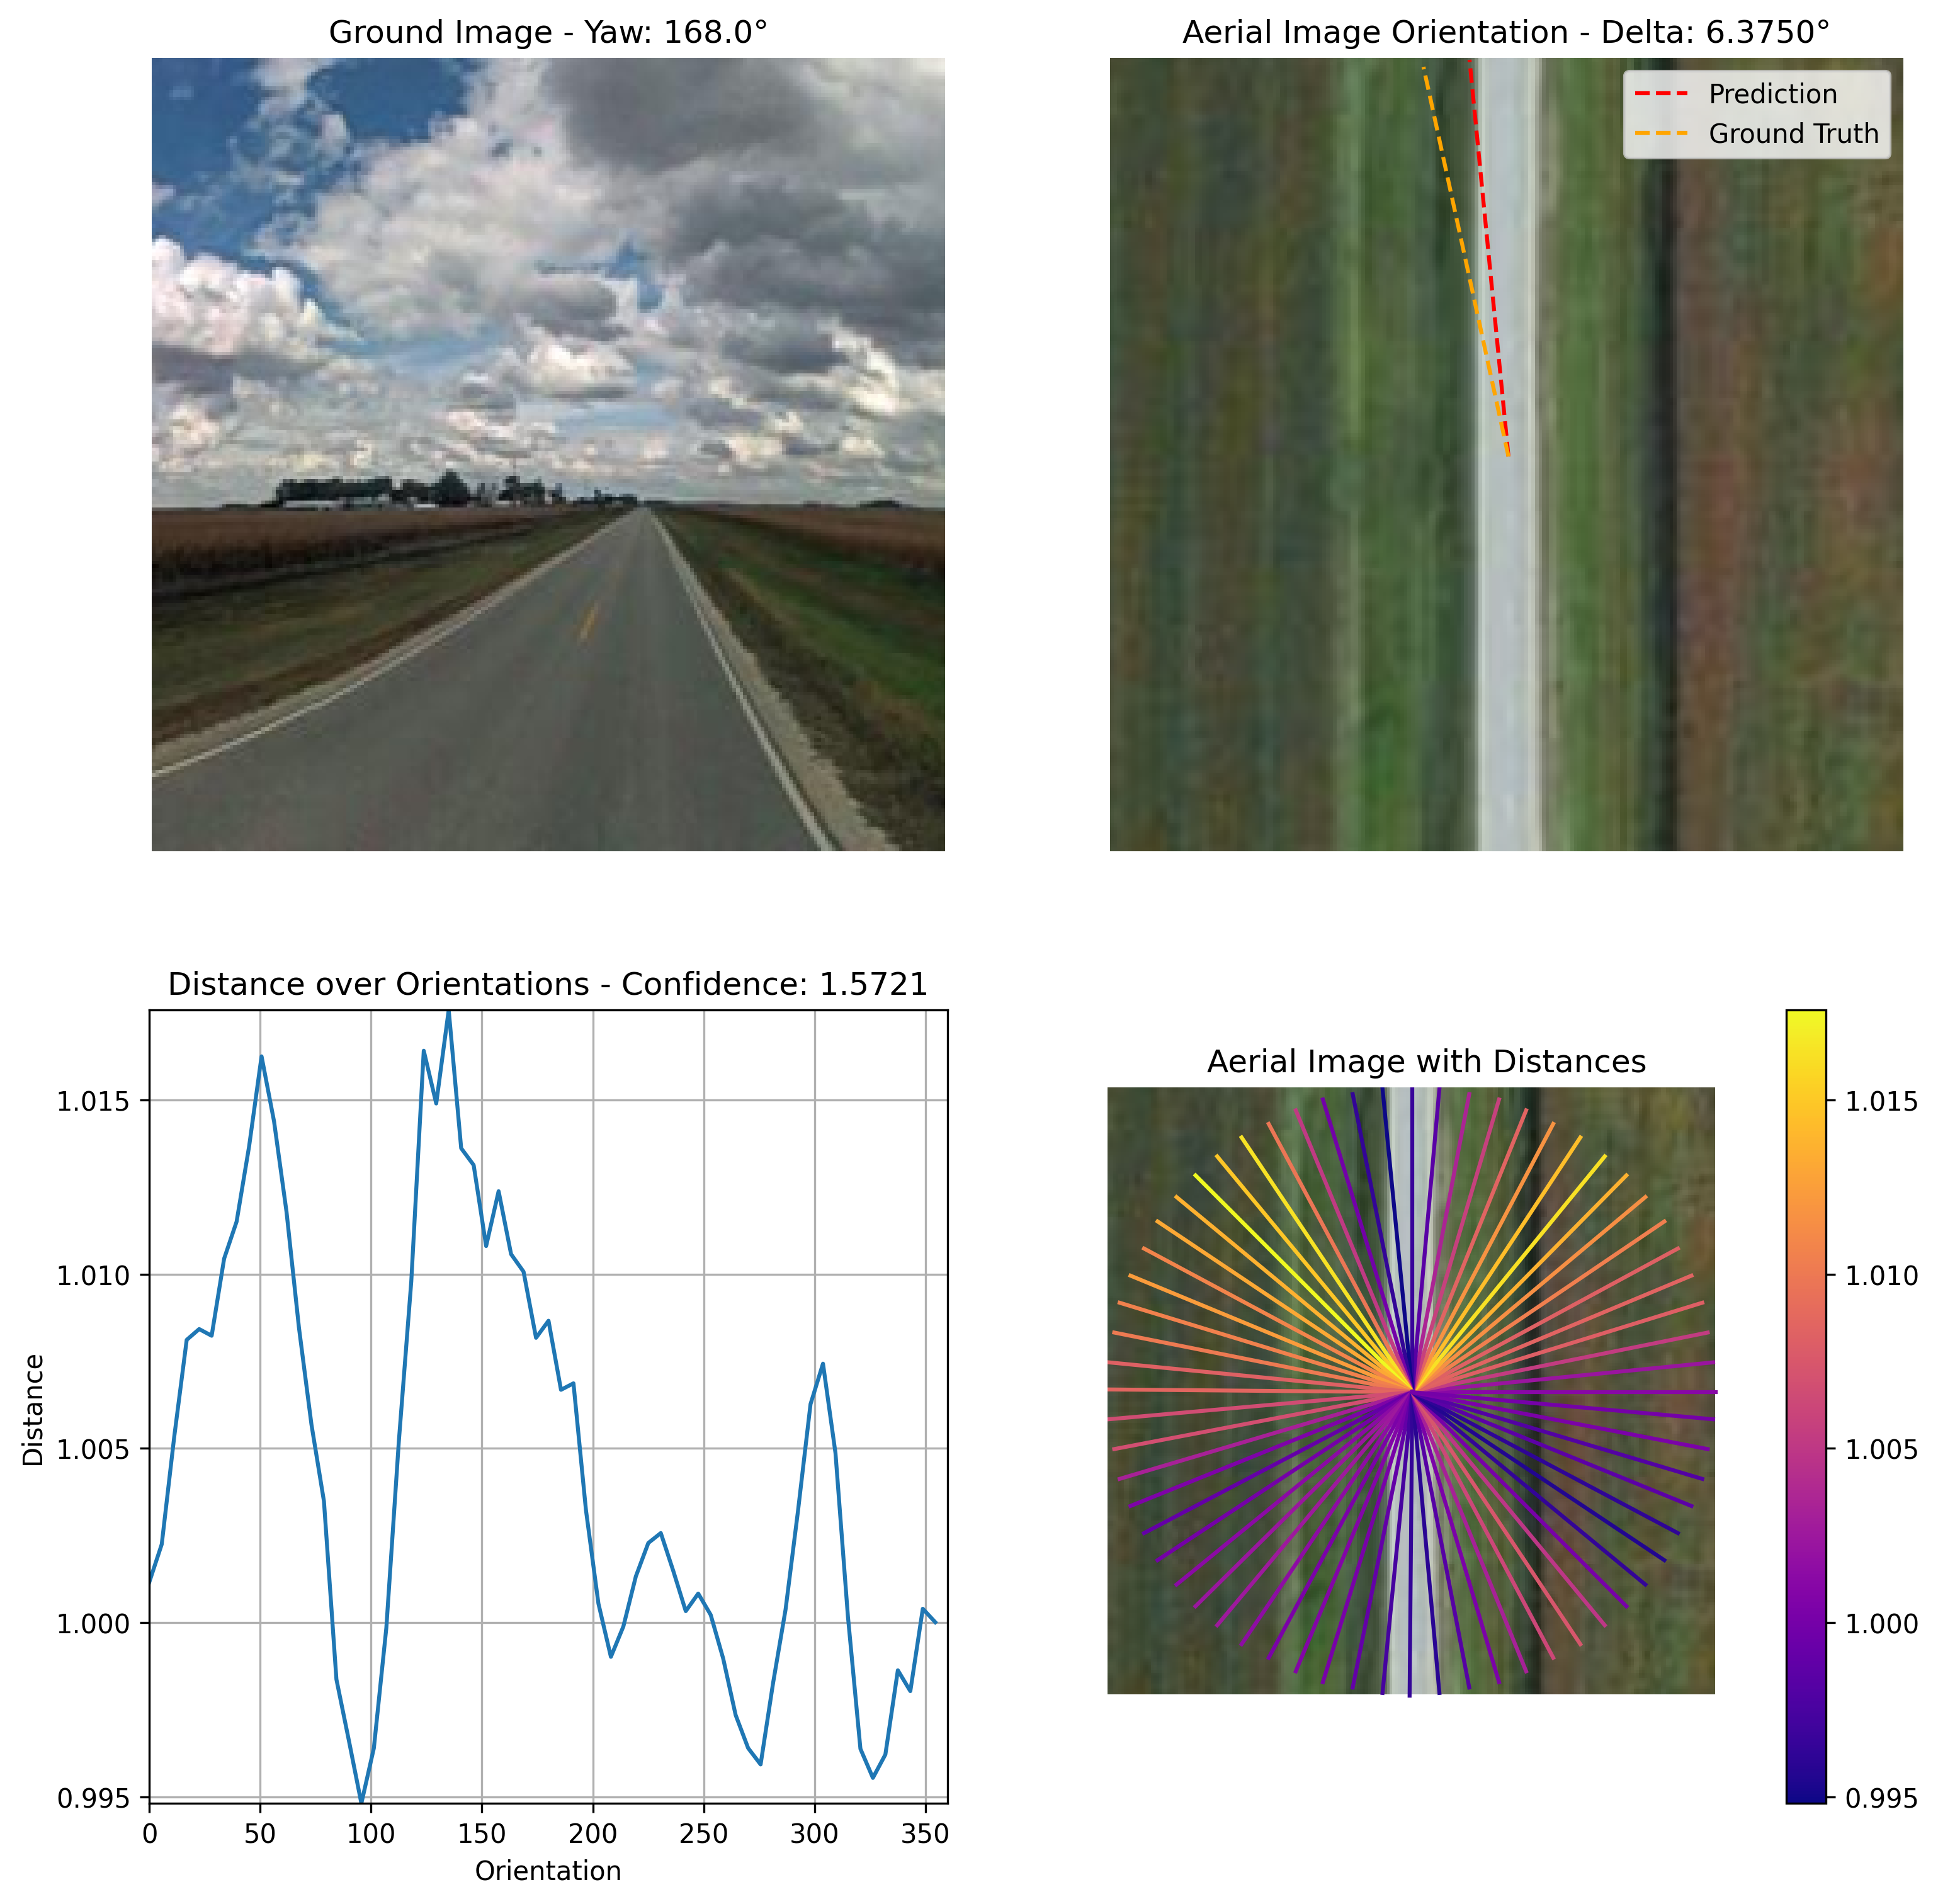 Ground Image - Yaw: 168.0°
Aerial Image Orientation - Delta: 6.3750°
Prediction
Ground Truth
Distance over Orientations - Confidence: 1.5721
1.015
1.010
1.005
1.000
0.995
Distance
0
50
100
150
200
250
300
350
Orientation
Aerial Image with Distances
1.015
1.010
1.005
1.000
0.995